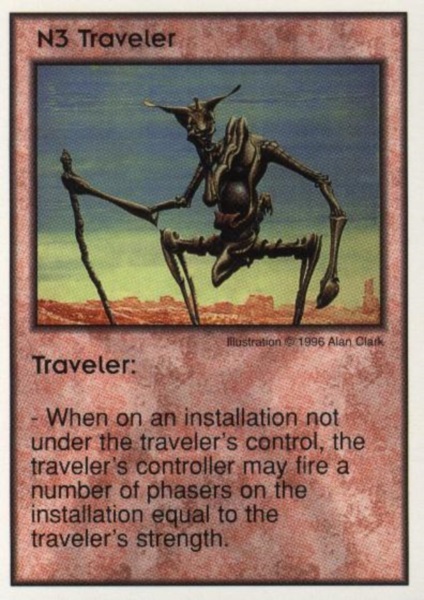 N3 Traveler
Illustration © 1996 Alan Clark
Traveler:
- When on an installation not
under the traveler's control, the
traveler's controller may fire a
number of phasers on the
installation equal to the
traveler's strength.